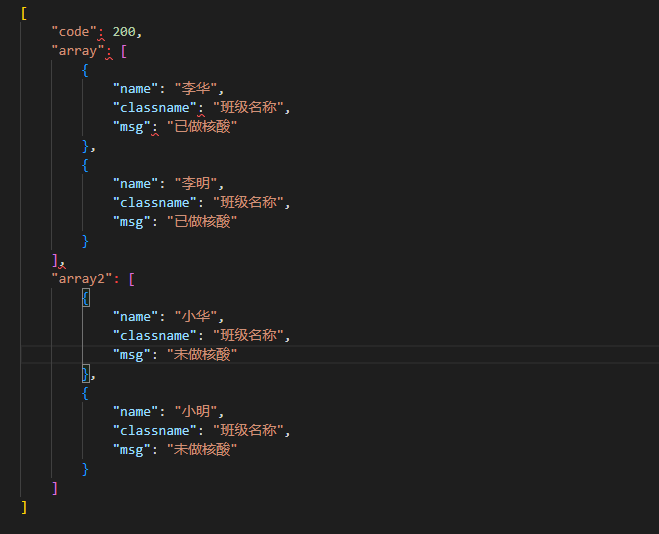 [
"code": 200,
"array": [
{
"name": "李华",
"classname": "班级名称",
"msg": "已做核酸"
},
{
"name": "李明",
"classname": "班级名称",
"msg": "已做核酸"
}
],
"array2": [
{
"name": "小华",
"classname": "班级名称",
"msg": "未做核酸"
},
{
"name": "小明",
"classname": "班级名称",
"msg": "未做核酸"
}
]
]